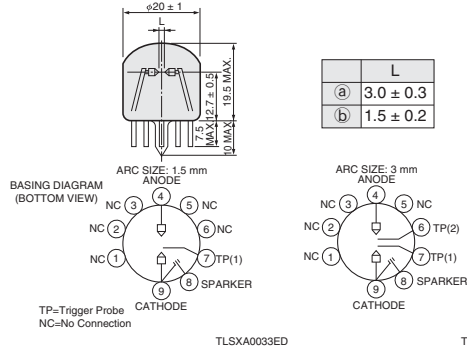 φ20 ± 1
L
12.7 ± 0.5
19.5 MAX.
7.5
MAX.
10 MAX.
L
ⓐ 3.0 ± 0.3
ⓑ 1.5 ± 0.2
BASING DIAGRAM
(BOTTOM VIEW)
ARC SIZE: 1.5 mm
ANODE
4
NC 3
5 NC
NC 2
6 NC
NC 1
7 TP(1)
8 SPARKER
9
CATHODE
TP=Trigger Probe
NC=No Connection
ARC SIZE: 3 mm
ANODE
4
NC 3
5 NC
NC 2
6 TP(2)
NC 1
7 TP(1)
8 SPARKER
9
CATHODE
TLSXA0033ED
T